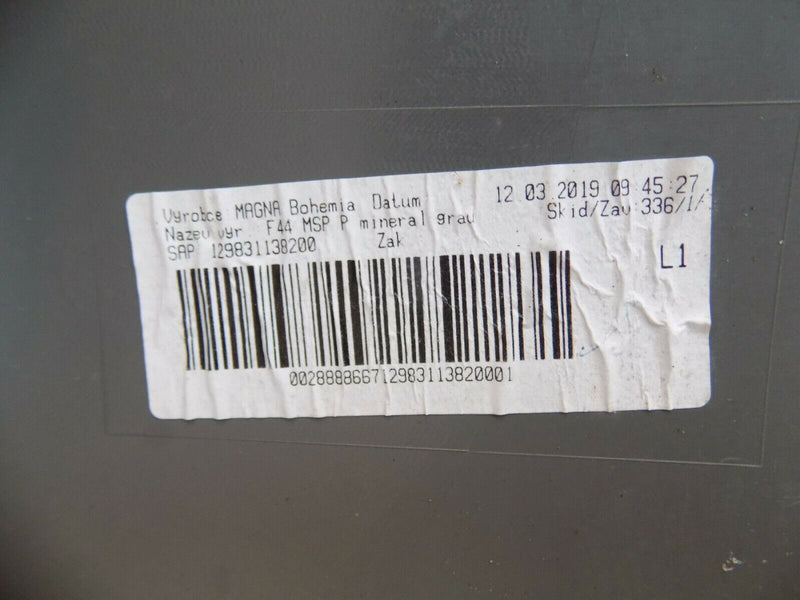 Vyrobce MAGNA Bohemia Datum 12 03 2019 09 45:27
Nazev vyr F44 MSP P mineral grau Skid/Zav 336/1/
SAP 129831138200 Zak
L1
002888866712983113820001